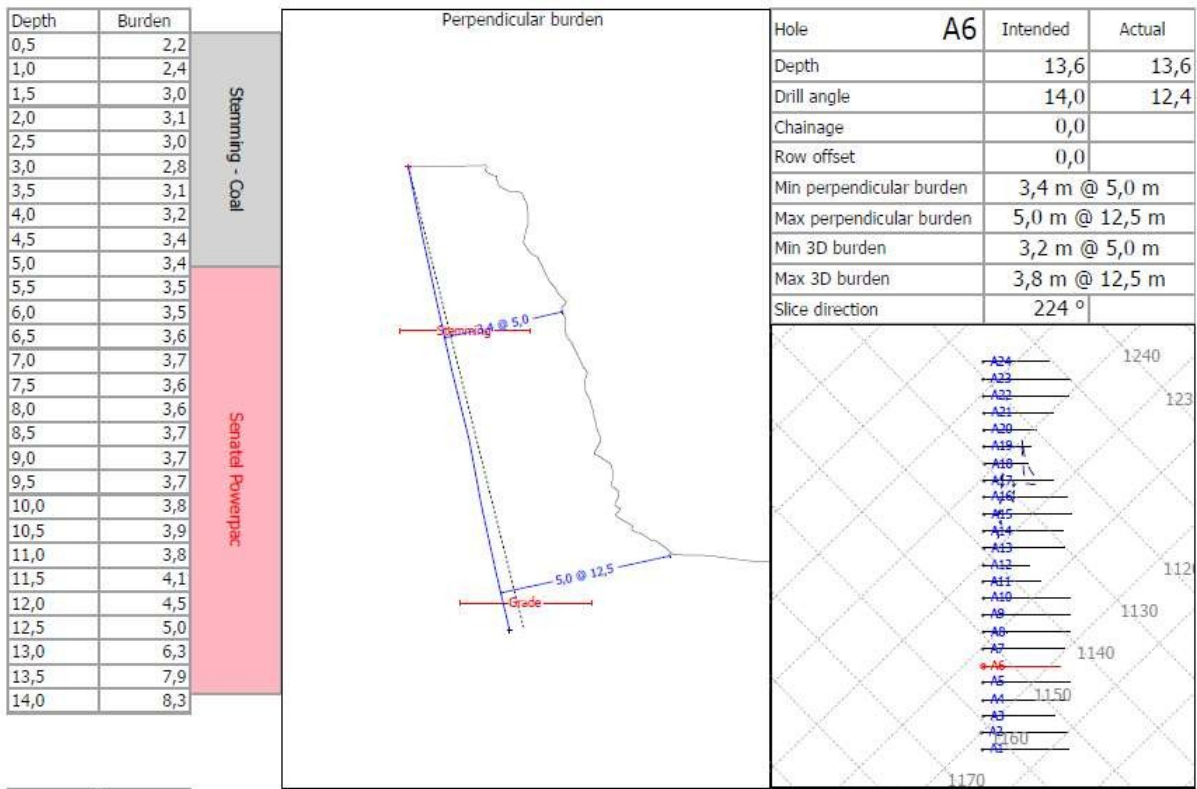 Depth Burden
0,5 2,2
1,0 2,4
1,5 3,0
2,0 3,1
2,5 3,0
3,0 2,8
3,5 3,1
4,0 3,2
4,5 3,4
5,0 3,4
5,5 3,5
6,0 3,5
6,5 3,6
7,0 3,7
7,5 3,6
8,0 3,6
8,5 3,7
9,0 3,7
9,5 3,7
10,0 3,8
10,5 3,9
11,0 3,8
11,5 4,1
12,0 4,5
12,5 5,0
13,0 6,3
13,5 7,9
14,0 8,3
Stemming - Coal
Senatel Powerpac
Perpendicular burden
Stemming
3,4 @ 5,0
5,0 @ 12,5
Grade
Hole A6 Intended Actual
Depth 13,6 13,6
Drill angle 14,0 12,4
Chainage 0,0
Row offset 0,0
Min perpendicular burden 3,4 m @ 5,0 m
Max perpendicular burden 5,0 m @ 12,5 m
Min 3D burden 3,2 m @ 5,0 m
Max 3D burden 3,8 m @ 12,5 m
Slice direction 224 °
1240
A24
A23
A22
123
A21
A20
A19
A18
A17
A16
A15
A14
A13
A12
112
A11
A10
A9
1130
A8
A7
1140
A6
A5
A4
1150
A3
A2
1160
A1
1170